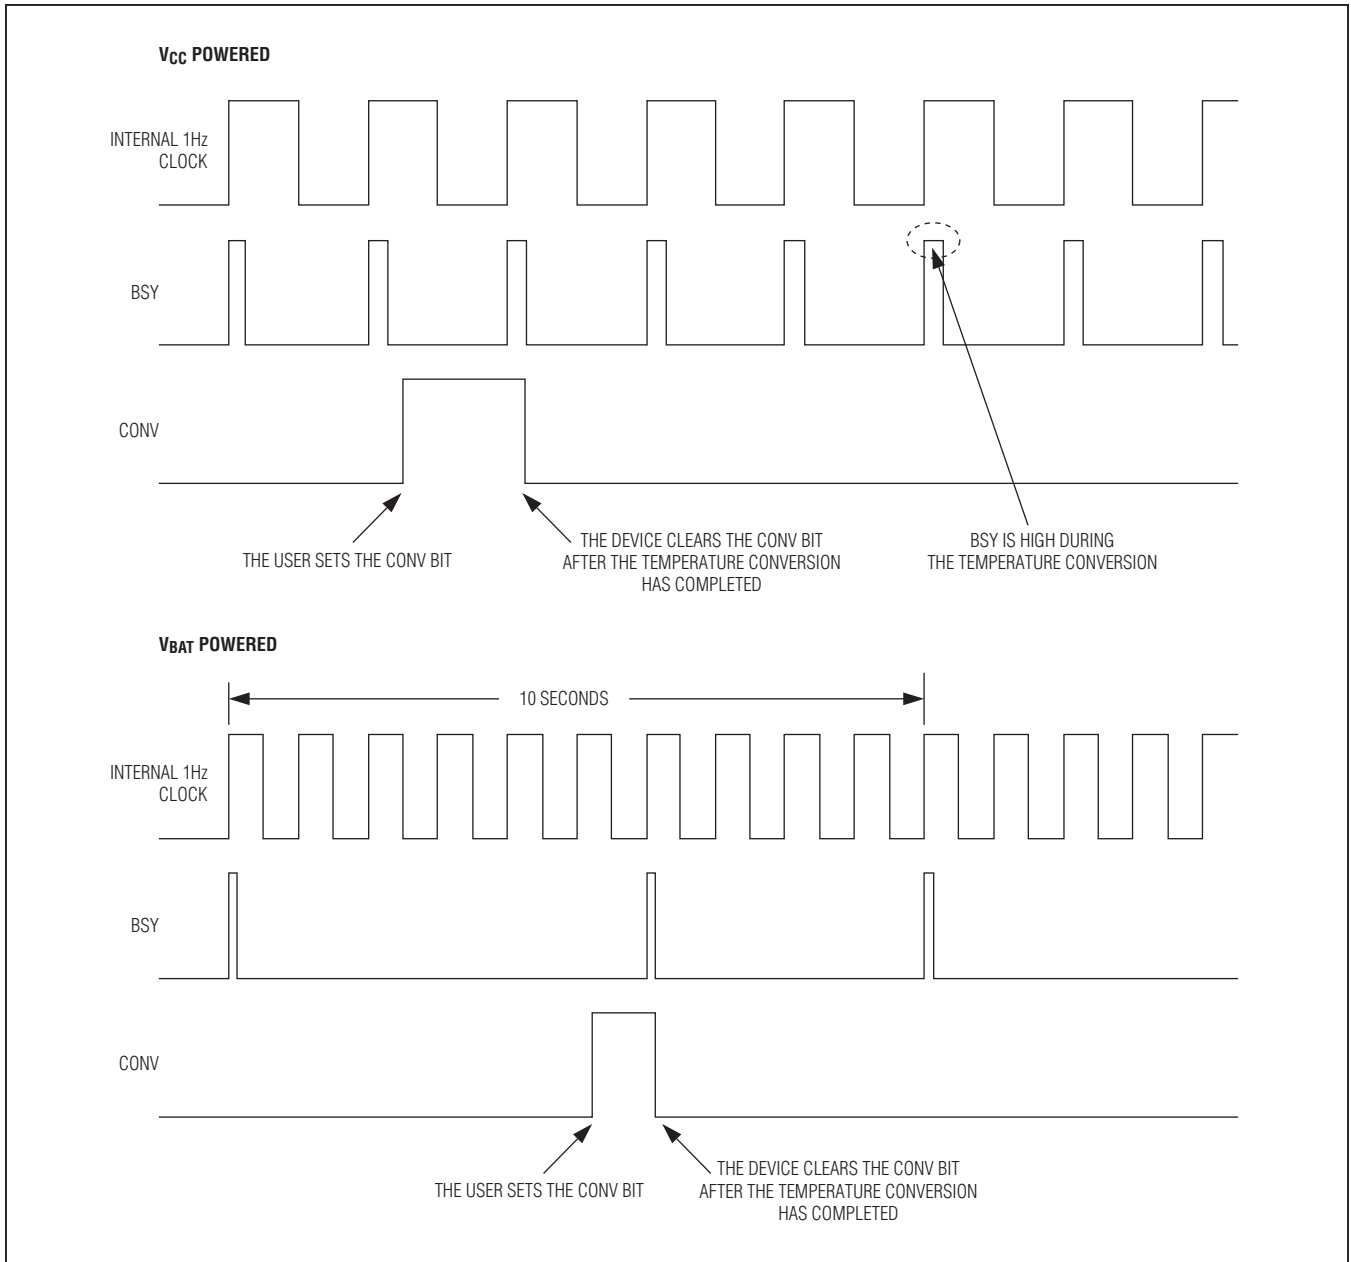 VCC POWERED
INTERNAL 1Hz
CLOCK
BSY
CONV
THE USER SETS THE CONV BIT
THE DEVICE CLEARS THE CONV BIT
AFTER THE TEMPERATURE CONVERSION
HAS COMPLETED
BSY IS HIGH DURING
THE TEMPERATURE CONVERSION
VBAT POWERED
10 SECONDS
INTERNAL 1Hz
CLOCK
BSY
CONV
THE USER SETS THE CONV BIT
THE DEVICE CLEARS THE CONV BIT
AFTER THE TEMPERATURE CONVERSION
HAS COMPLETED